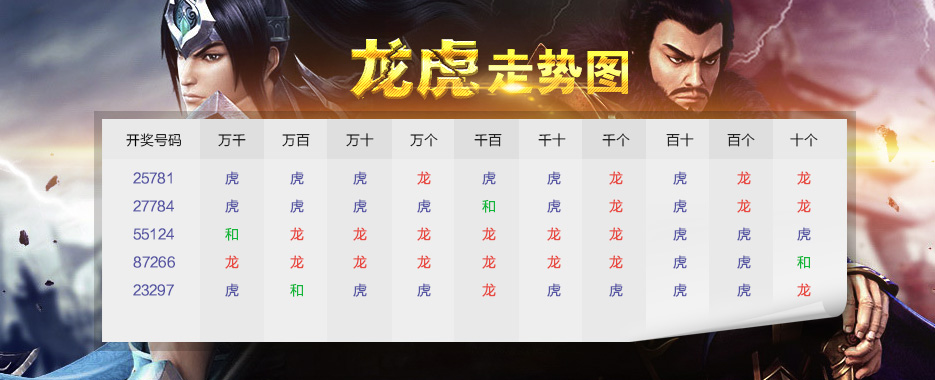 龙虎走势图
开奖号码 万千 万百 万十 万个 千百 千十 千个 百十 百个 十个
25781 虎 虎 虎 龙 虎 虎 龙 虎 龙 龙
27784 虎 虎 虎 虎 和 虎 龙 虎 龙 龙
55124 和 龙 龙 龙 龙 龙 龙 虎 虎 虎
87266 龙 龙 龙 龙 龙 龙 龙 虎 虎 和
23297 虎 和 虎 虎 龙 虎 虎 虎 虎 龙